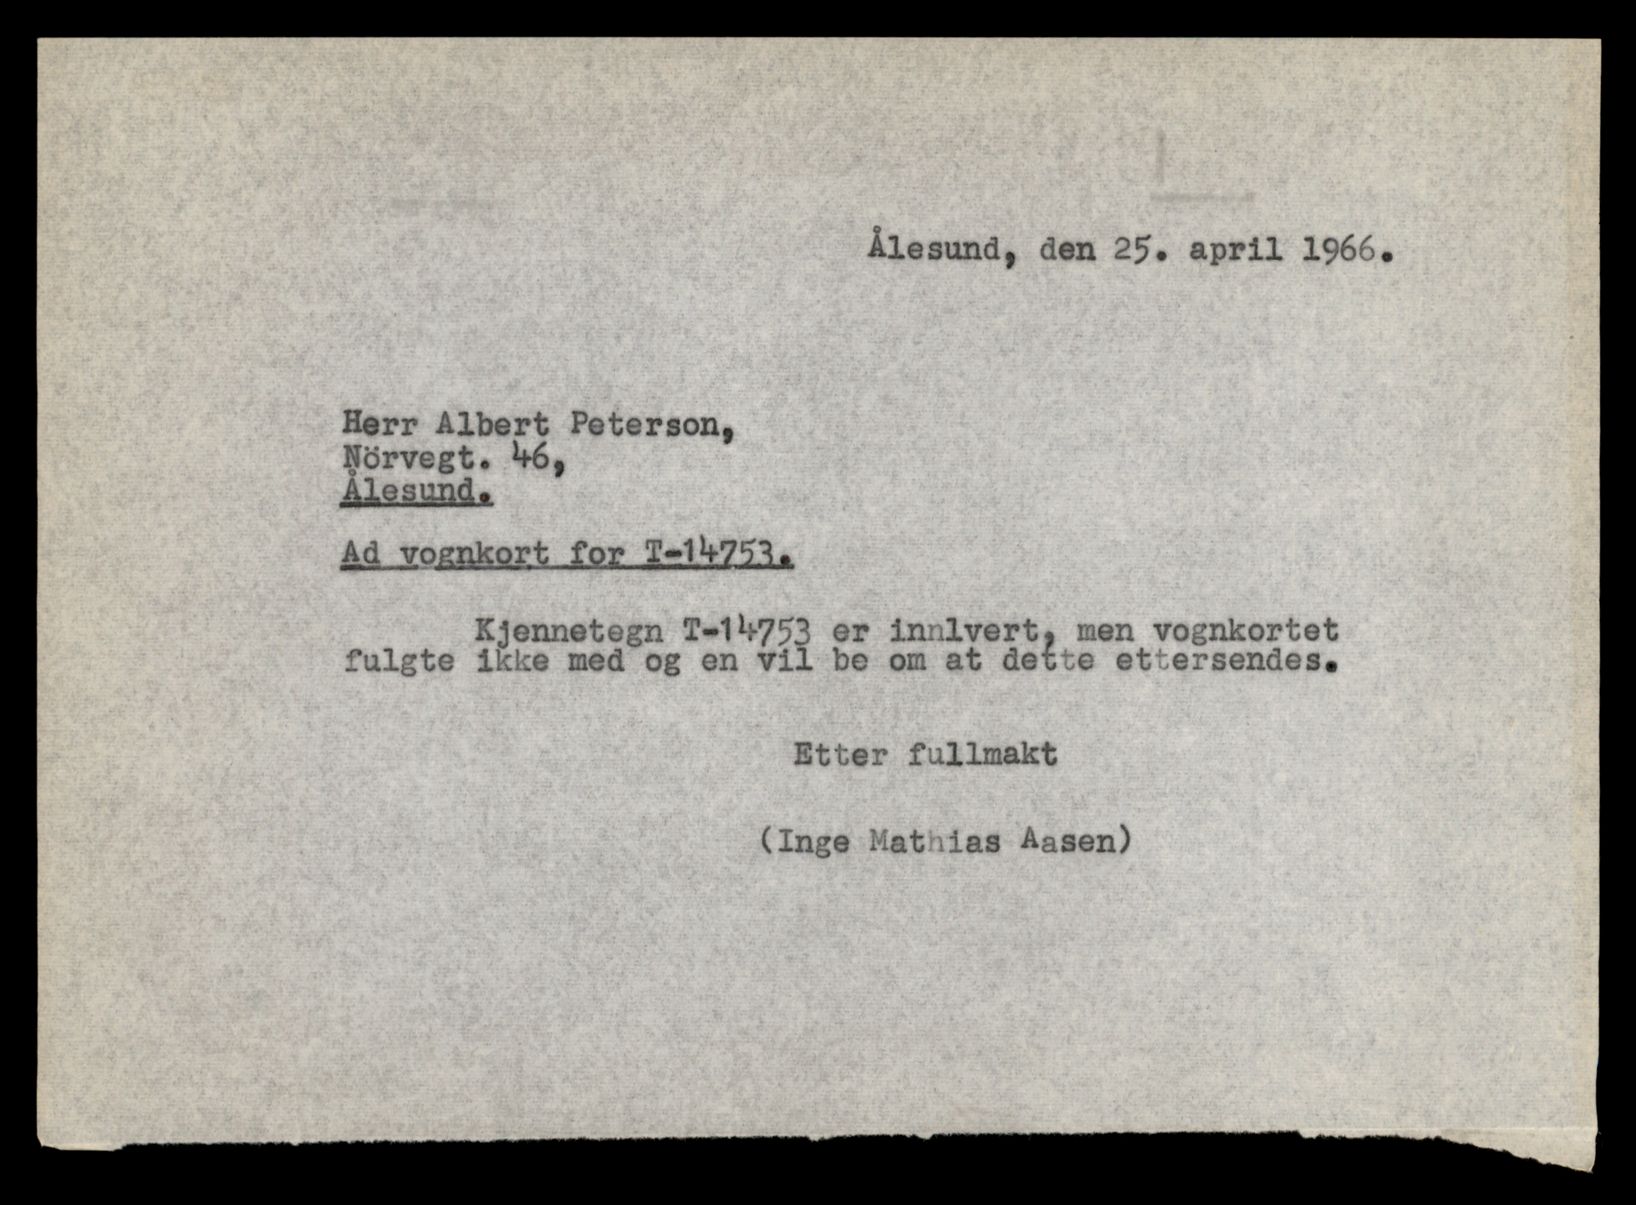 Ålesund, den 25. april 1966.
Herr Albert Peterson,
Nörvegt. 46,
Ålesund.
Ad vognkort for T-14753.
Kjennetegn T-14753 er innlvert, men vognkortet
fulgte ikke med og en vil be om at dette ettersendes.
Etter fullmakt
(Inge Mathias Aasen)